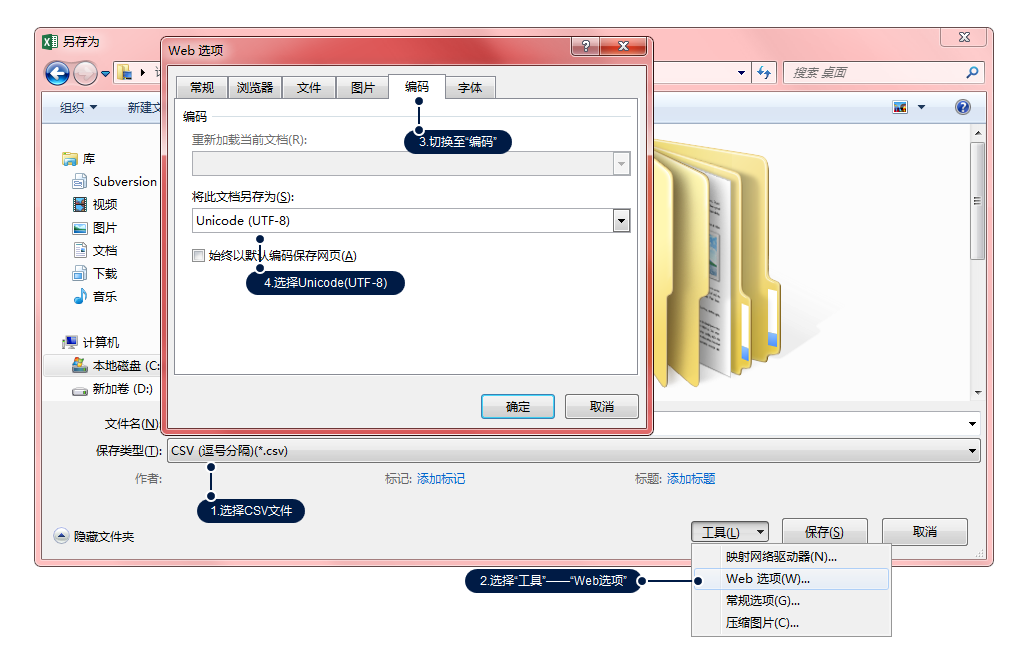 另存为
搜索 桌面
组织
新建文
库
Subversion
视频
图片
文档
下载
音乐
计算机
本地磁盘 (C:
新加卷 (D:)
Web 选项
常规
浏览器
文件
图片
编码
字体
编码
3.切换至“编码”
重新加载当前文档(R):
将此文档另存为(S):
Unicode (UTF-8)
始终以默认编码保存网页(A)
4.选择Unicode(UTF-8)
确定
取消
文件名(N)
保存类型(T):
CSV (逗号分隔)(*.csv)
作者:
标记: 添加标记
标题: 添加标题
1.选择CSV文件
隐藏文件夹
工具(L)
保存(S)
取消
映射网络驱动器(N)...
2.选择“工具”——“Web选项”
Web 选项(W)...
常规选项(G)...
压缩图片(C)...